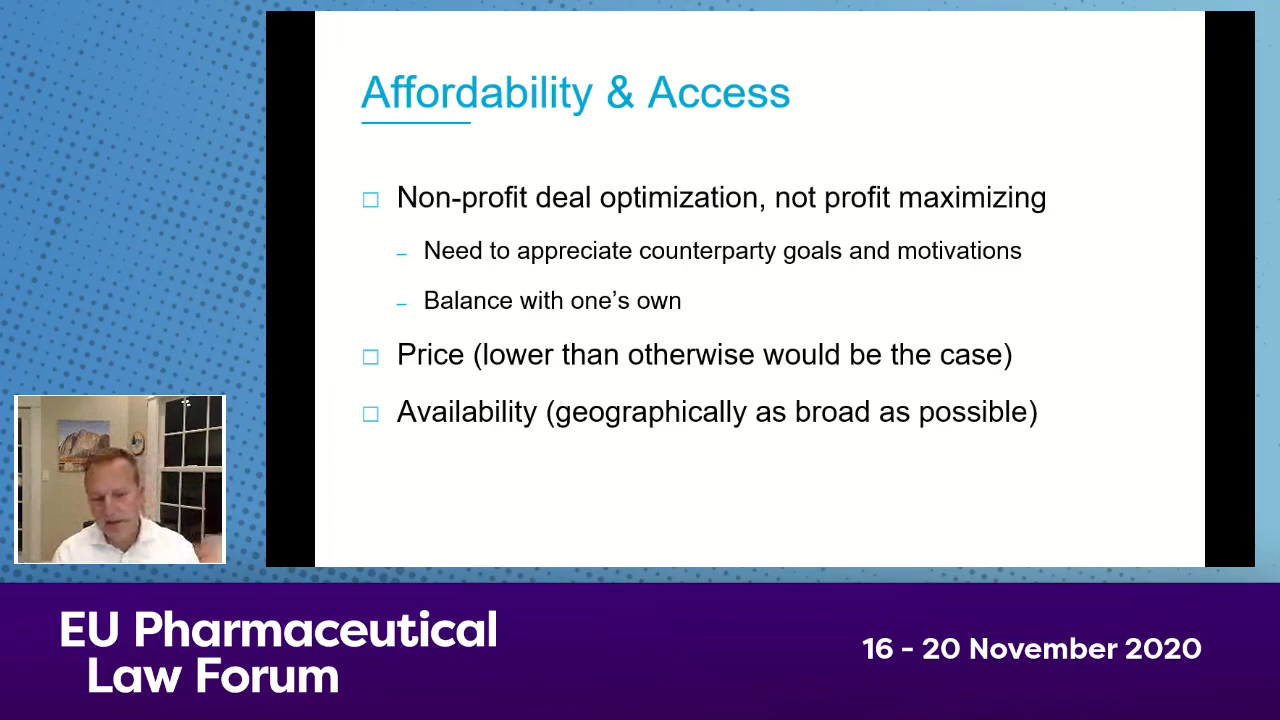 Affordability & Access
Non-profit deal optimization, not profit maximizing
– Need to appreciate counterparty goals and motivations
– Balance with one’s own
Price (lower than otherwise would be the case)
Availability (geographically as broad as possible)
EU Pharmaceutical
Law Forum
16 - 20 November 2020